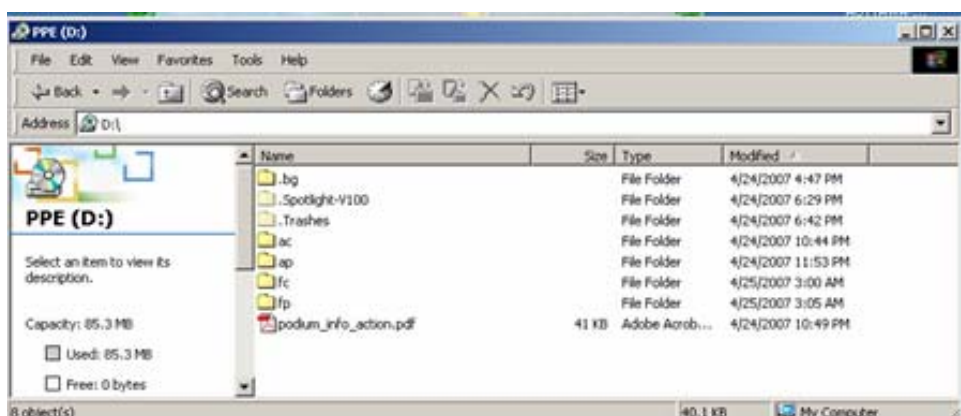 PPE (D:)
File Edit View Favorites Tools Help
Back Search Folders
Address D:\
Name Size Type Modified
PPE (D:)
Select an item to view its
description.
Capacity: 85.3 MB
Used: 85.3 MB
Free: 0 bytes
.bg File Folder 4/24/2007 4:47 PM
.Spotlight-V100 File Folder 4/24/2007 6:29 PM
.Trashes File Folder 4/24/2007 6:42 PM
ac File Folder 4/24/2007 10:44 PM
ap File Folder 4/24/2007 11:53 PM
fc File Folder 4/25/2007 3:00 AM
fp File Folder 4/25/2007 3:05 AM
podium_info_action.pdf 41 KB Adobe Acrob... 4/24/2007 10:49 PM
8 object(s) 40.1 KB My Computer